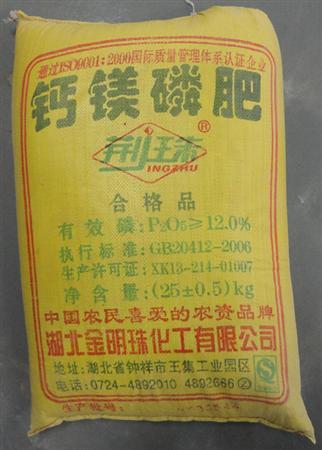 通过ISO9001:2000国际质量管理体系认证企业
钙镁磷肥
荆珠®
JINGZHU
合格品
有效磷:P₂O₅≥12.0%
执行标准:GB20412-2006
生产许可证:XK13-214-01007
净含量:(25±0.5)kg
中国农民喜爱的农资品牌
湖北金明珠化工有限公司
地址:湖北省钟祥市王集工业园区
电话:0724-4892010 4892666②
生产批号: